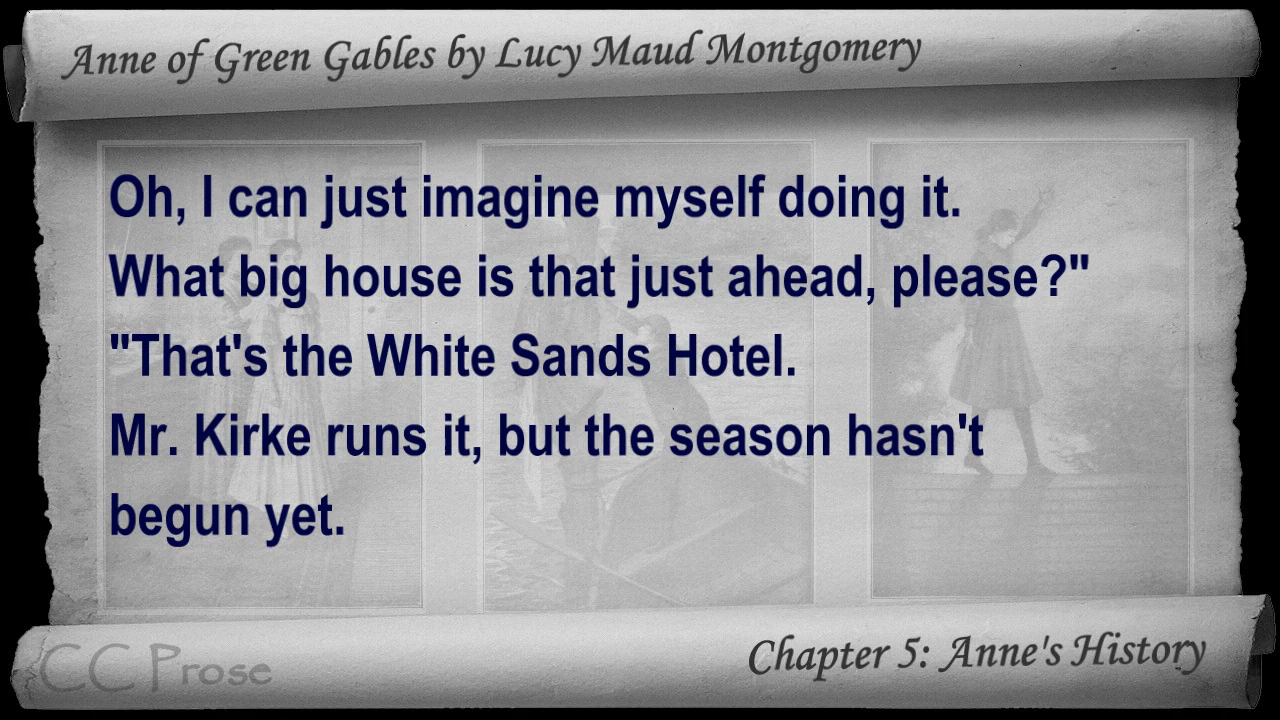 Anne of Green Gables by Lucy Maud Montgomery
Oh, I can just imagine myself doing it.
What big house is that just ahead, please?"
"That's the White Sands Hotel.
Mr. Kirke runs it, but the season hasn't
begun yet.
CC Prose
Chapter 5: Anne's History